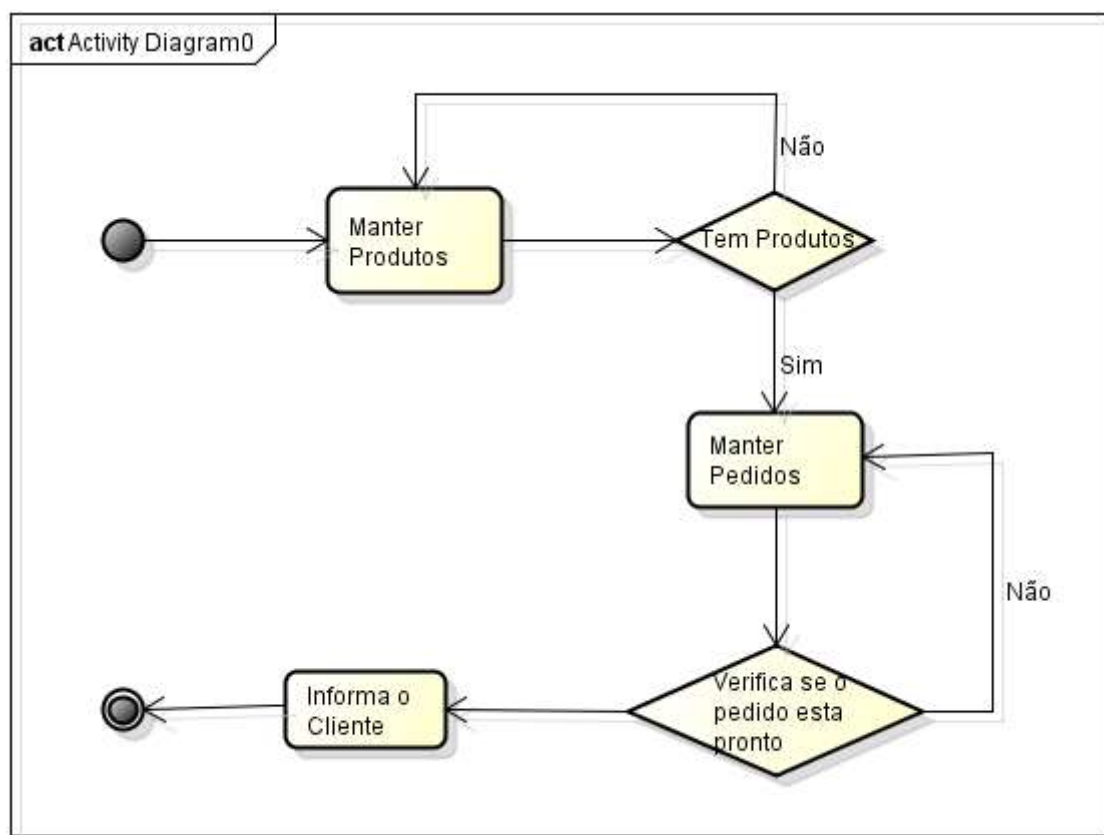 act Activity Diagram0
Não
Manter
Produtos
Tem Produtos
Sim
Manter
Pedidos
Não
Verifica se o
pedido esta
pronto
Informa o
Cliente